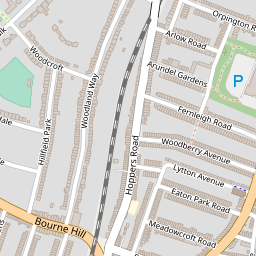 Orpington R
Arlow Road
Woodcroft
Arundel Gardens
P
Woodland Way
Fernleigh Road
Hillfield Park
Hoppers Road
Woodberry Avenue
Lytton Avenue
Eaton Park Road
Bourne Hill
Meadowcroft Road